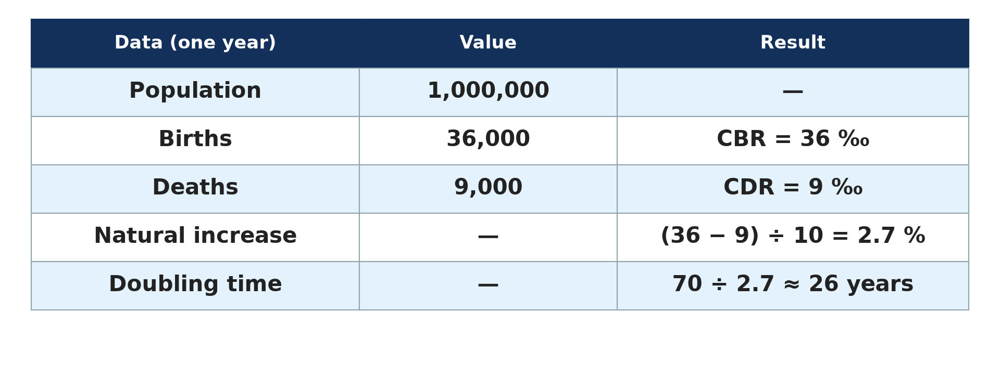 Data (one year) Value Result
Population 1,000,000 —
Births 36,000 CBR = 36 ‰
Deaths 9,000 CDR = 9 ‰
Natural increase — (36 − 9) ÷ 10 = 2.7 %
Doubling time — 70 ÷ 2.7 ≈ 26 years